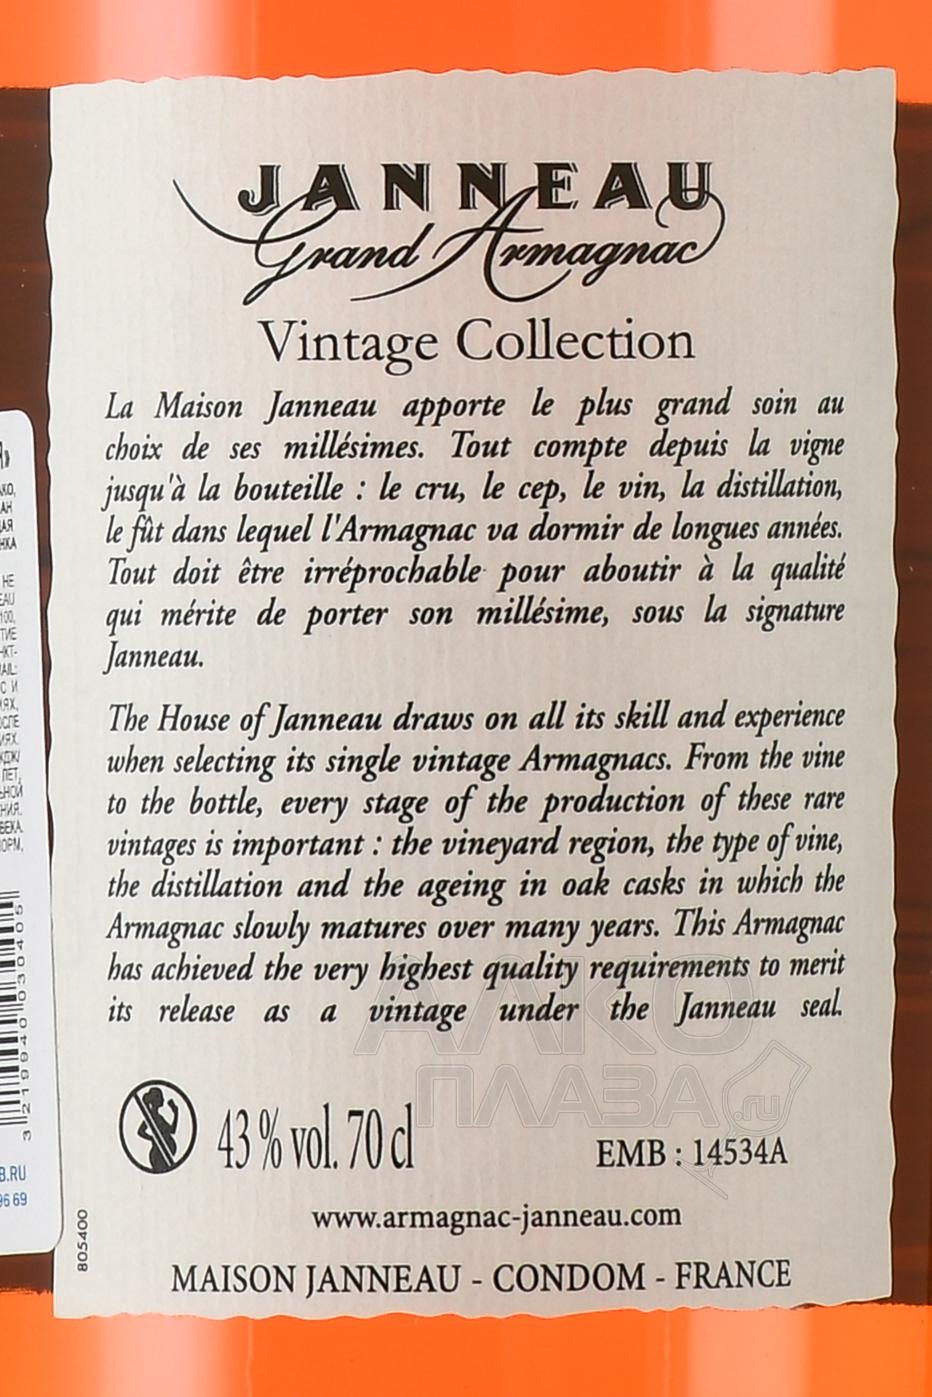 JANNEAU
Grand Armagnac
Vintage Collection
La Maison Janneau apporte le plus grand soin au
choix de ses millésimes. Tout compte depuis la vigne
jusqu'à la bouteille : le cru, le cep, le vin, la distillation,
le fût dans lequel l'Armagnac va dormir de longues années.
Tout doit être irréprochable pour aboutir à la qualité
qui mérite de porter son millésime, sous la signature
Janneau.
The House of Janneau draws on all its skill and experience
when selecting its single vintage Armagnacs. From the vine
to the bottle, every stage of the production of these rare
vintages is important : the vineyard region, the type of vine,
the distillation and the ageing in oak casks in which the
Armagnac slowly matures over many years. This Armagnac
has achieved the very highest quality requirements to merit
its release as a vintage under the Janneau seal.
АЛКО
ПЛАЗА.ru
43 % vol. 70 cl
EMB : 14534A
www.armagnac-janneau.com
MAISON JANNEAU - CONDOM - FRANCE
805400
3 219940 030405
B.RU
96 69